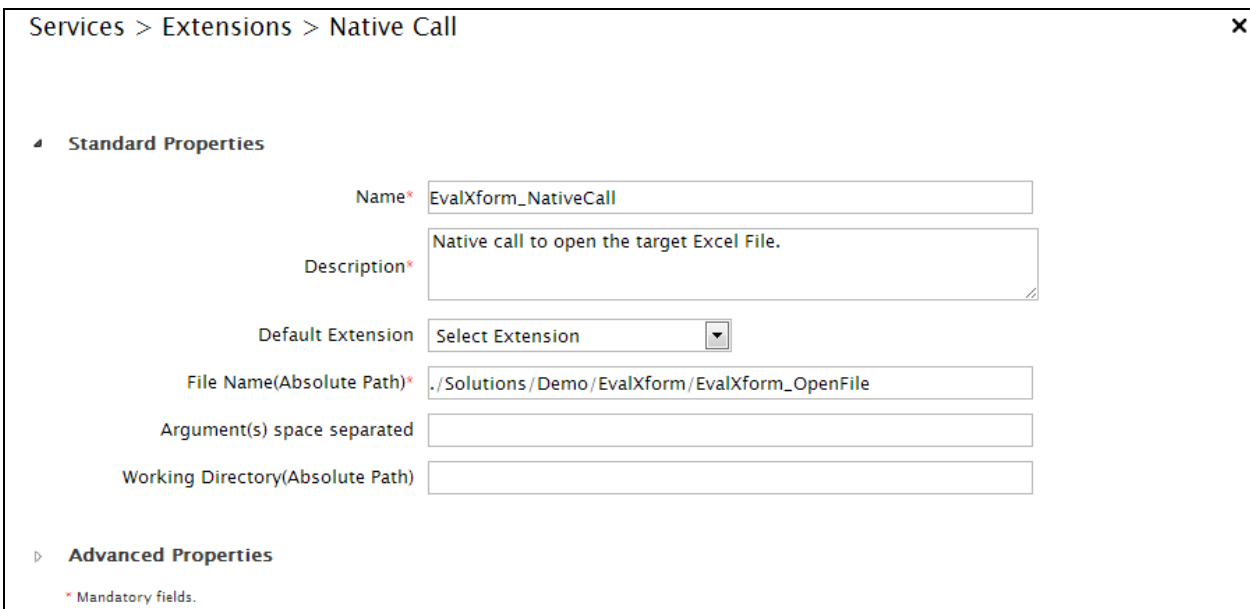 Services > Extensions > Native Call
Standard Properties
Name* EvalXform_NativeCall
Native call to open the target Excel File.
Description*
Default Extension Select Extension
File Name(Absolute Path)* ./Solutions/Demo/EvalXform/EvalXform_OpenFile
Argument(s) space separated
Working Directory(Absolute Path)
Advanced Properties
* Mandatory fields.